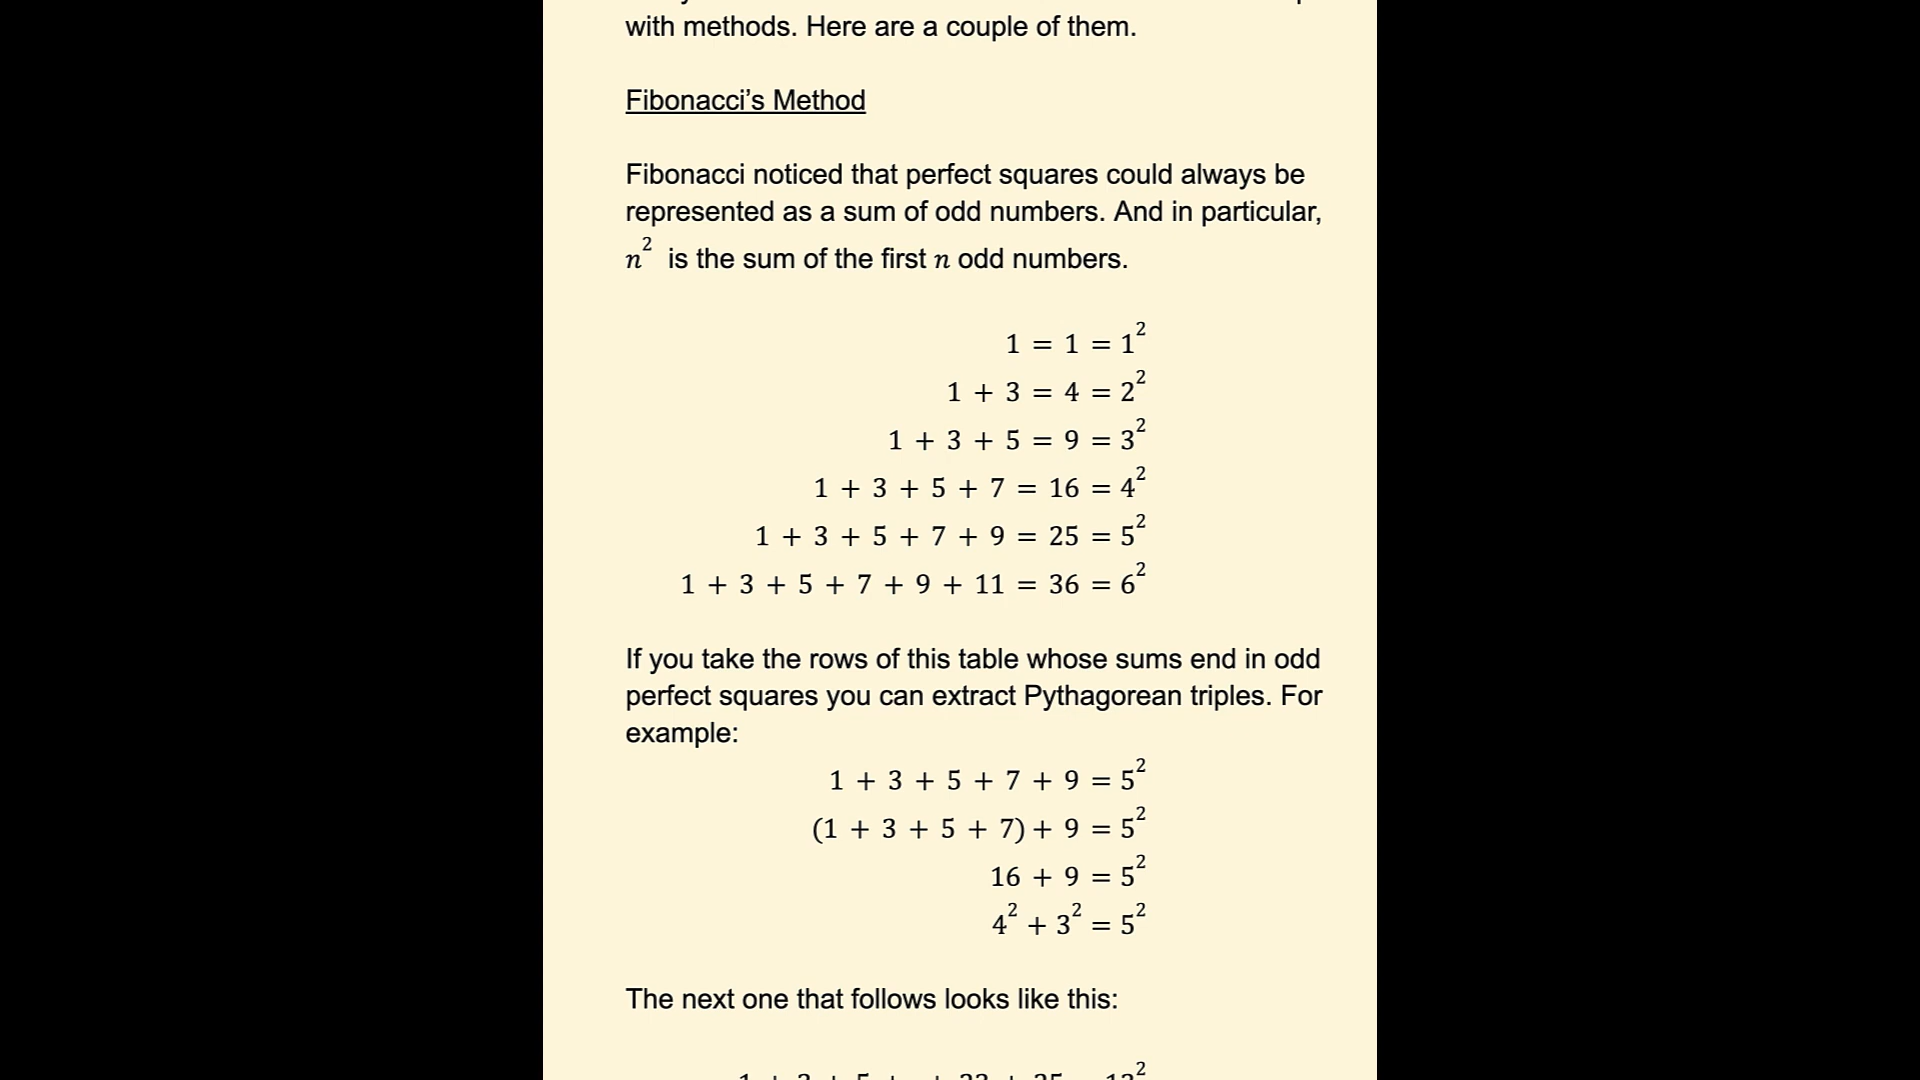 with methods. Here are a couple of them.
Fibonacci’s Method
Fibonacci noticed that perfect squares could always be
represented as a sum of odd numbers. And in particular,
n² is the sum of the first n odd numbers.
1 = 1 = 1²
1 + 3 = 4 = 2²
1 + 3 + 5 = 9 = 3²
1 + 3 + 5 + 7 = 16 = 4²
1 + 3 + 5 + 7 + 9 = 25 = 5²
1 + 3 + 5 + 7 + 9 + 11 = 36 = 6²
If you take the rows of this table whose sums end in odd
perfect squares you can extract Pythagorean triples. For
example:
1 + 3 + 5 + 7 + 9 = 5²
(1 + 3 + 5 + 7) + 9 = 5²
16 + 9 = 5²
4² + 3² = 5²
The next one that follows looks like this: